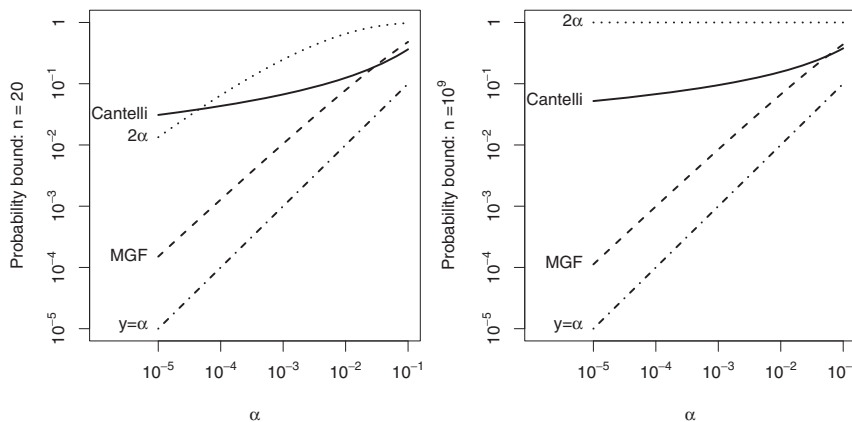 Probability bound: n = 20
1
10⁻¹
10⁻²
10⁻³
10⁻⁴
10⁻⁵
Cantelli
2α
MGF
y=α
10⁻⁵ 10⁻⁴ 10⁻³ 10⁻² 10⁻¹
α
Probability bound: n = 10⁹
1
10⁻¹
10⁻²
10⁻³
10⁻⁴
10⁻⁵
2α
Cantelli
MGF
y=α
10⁻⁵ 10⁻⁴ 10⁻³ 10⁻² 10⁻¹
α